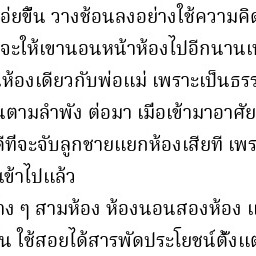 อ่ยขึ้น วางช้อนลงอย่างใช้ความคิด
จะให้เขานอนหน้าห้องไปอีกนานเท
ห้องเดียวกับพ่อแม่ เพราะเป็นธรร
ตามลำพัง ต่อมา เมื่อเข้ามาอาศัย
ที่จะจับลูกชายแยกห้องเสียที เพร
เข้าไปแล้ว
ง ๆ สามห้อง ห้องนอนสองห้อง แ
น ใช้สอยได้สารพัดประโยชน์ตั้งแต